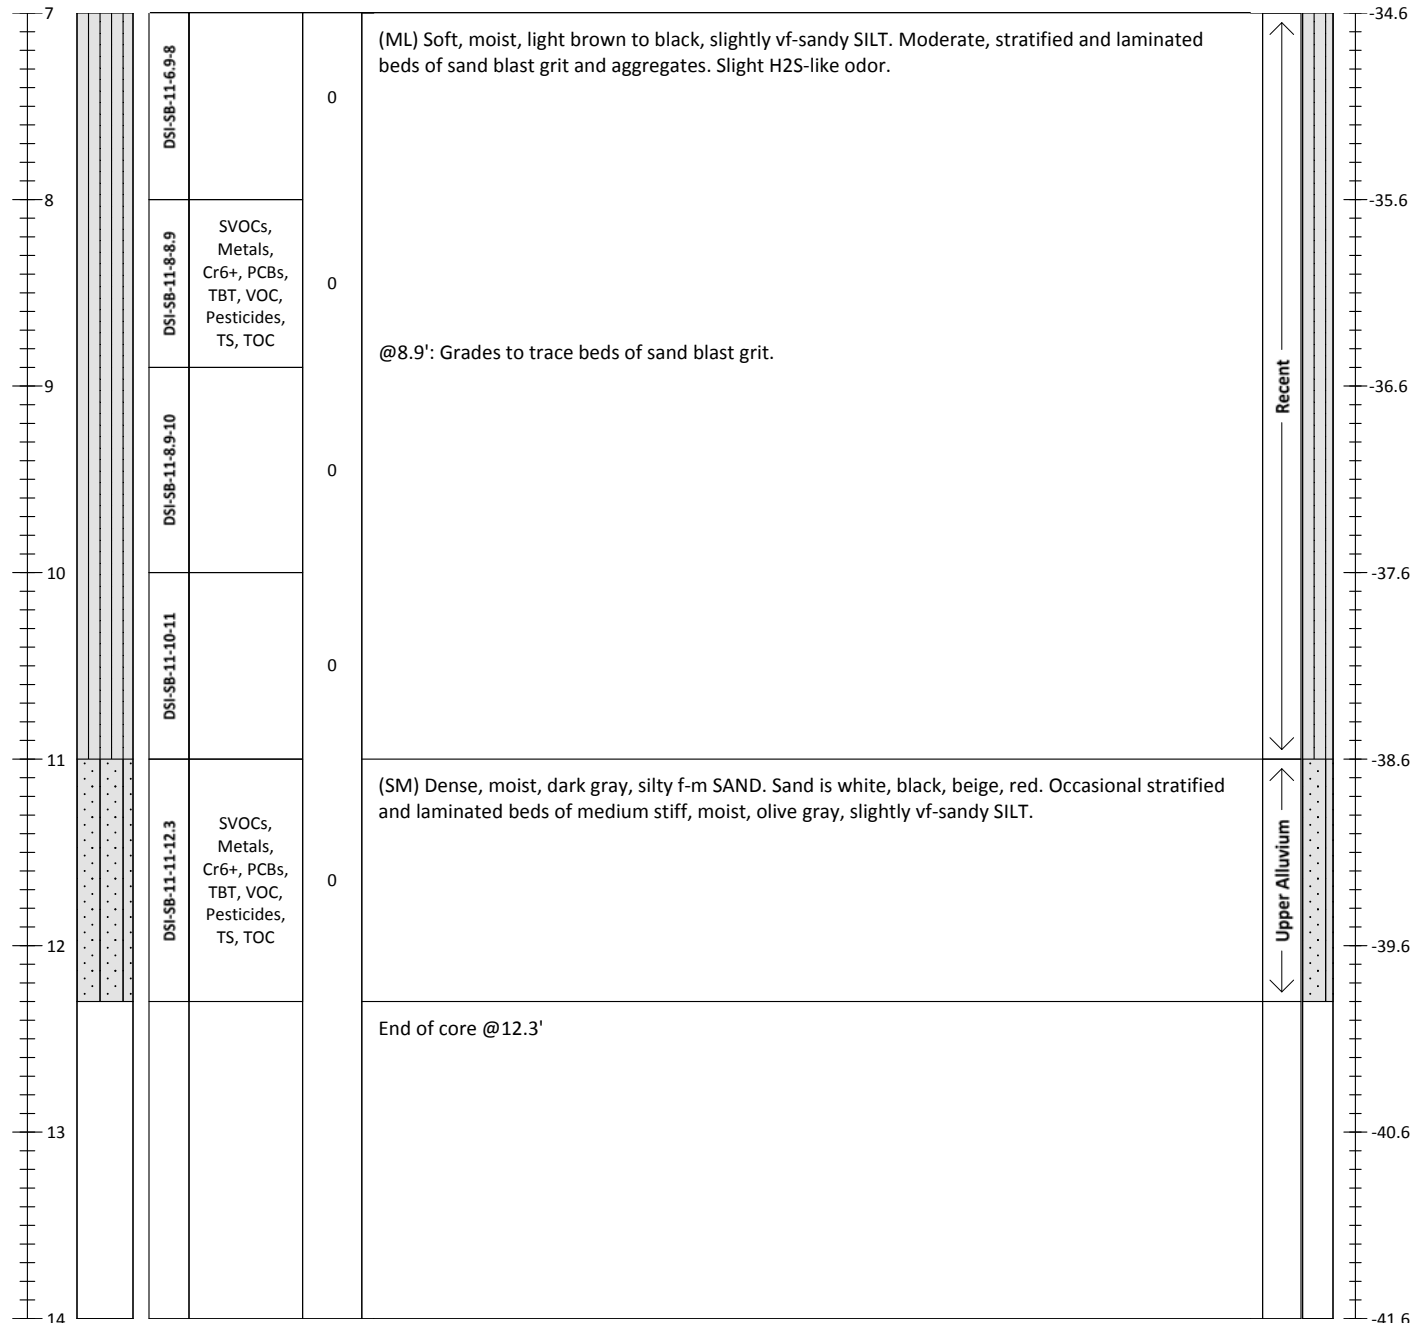 7
-34.6
DSI-SB-11-6.9-8
0
(ML) Soft, moist, light brown to black, slightly vf-sandy SILT. Moderate, stratified and laminated
beds of sand blast grit and aggregates. Slight H2S-like odor.
8
-35.6
DSI-SB-11-8-8.9
SVOCs,
Metals,
Cr6+, PCBs,
TBT, VOC,
Pesticides,
TS, TOC
0
@8.9': Grades to trace beds of sand blast grit.
9
-36.6
Recent
DSI-SB-11-8.9-10
0
10
-37.6
DSI-SB-11-10-11
0
11
-38.6
(SM) Dense, moist, dark gray, silty f-m SAND. Sand is white, black, beige, red. Occasional stratified
and laminated beds of medium stiff, moist, olive gray, slightly vf-sandy SILT.
DSI-SB-11-11-12.3
SVOCs,
Metals,
Cr6+, PCBs,
TBT, VOC,
Pesticides,
TS, TOC
0
Upper Alluvium
12
-39.6
End of core @12.3'
13
-40.6
14
-41.6